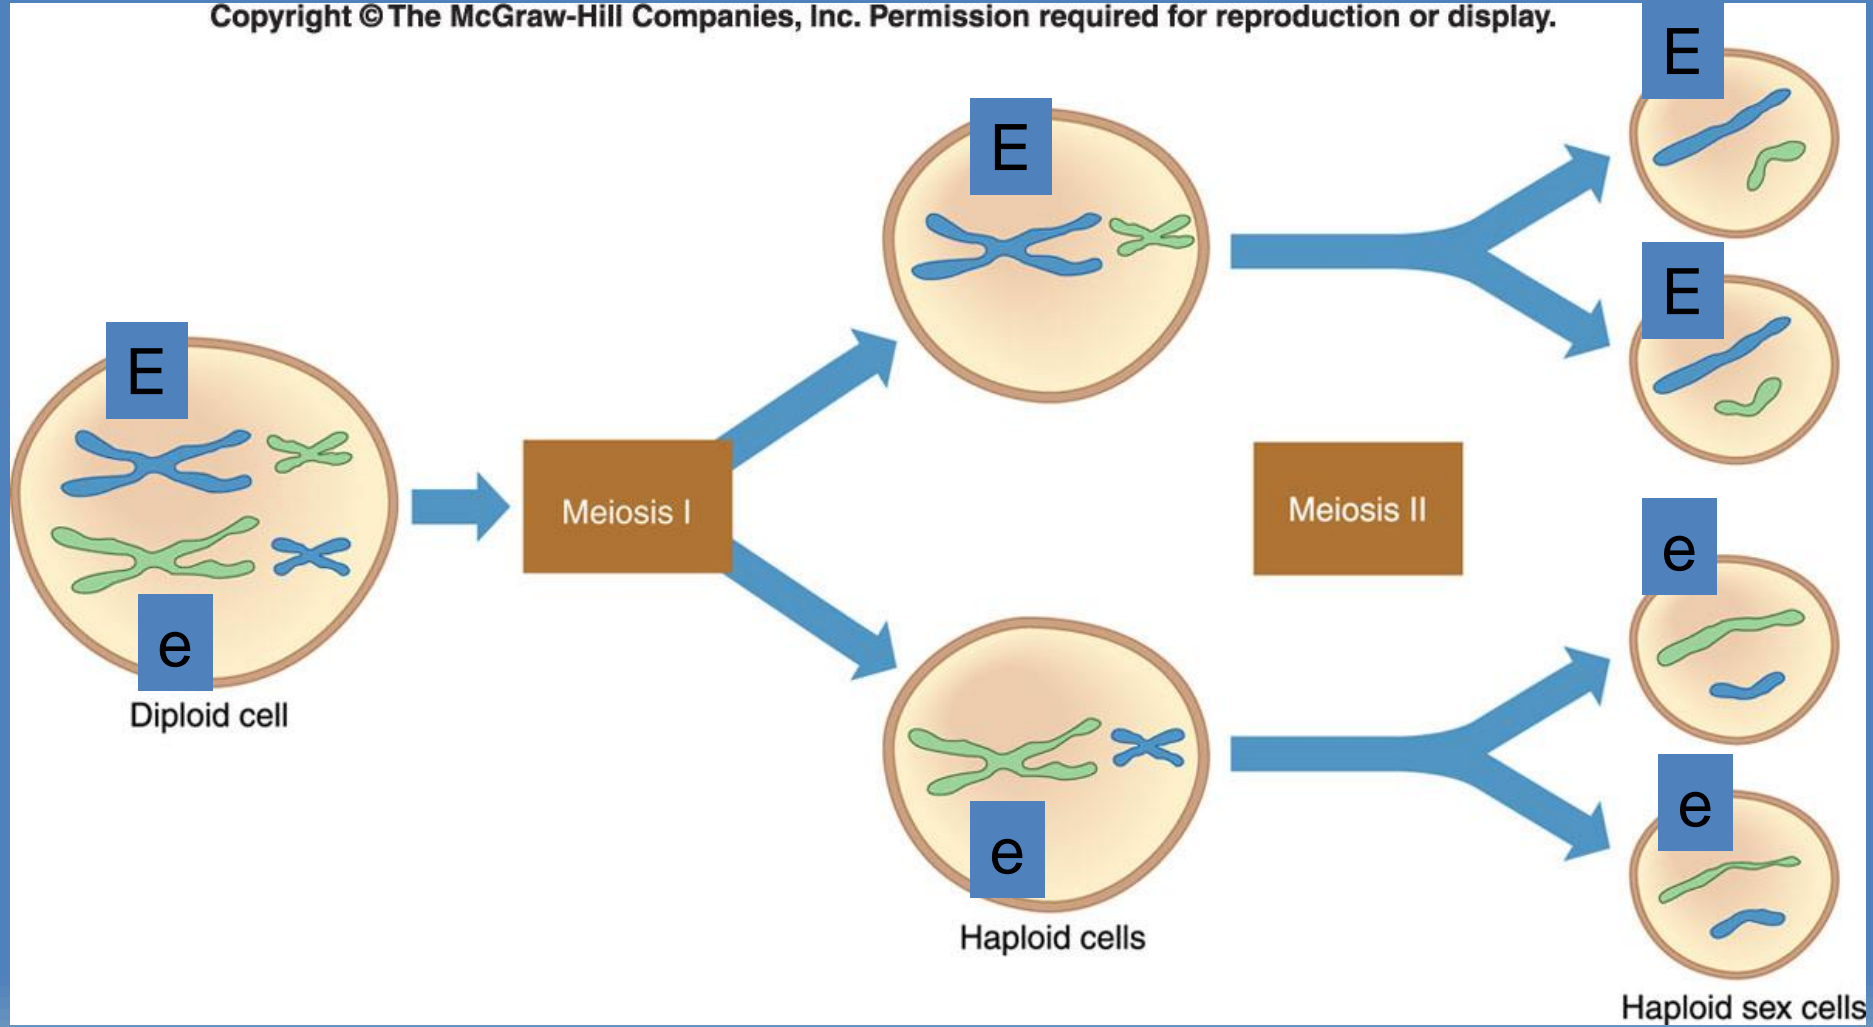 Copyright © The McGraw-Hill Companies, Inc. Permission required for reproduction or display.
E
e
Diploid cell
Meiosis I
E
e
Haploid cells
Meiosis II
E
E
e
e
Haploid sex cells